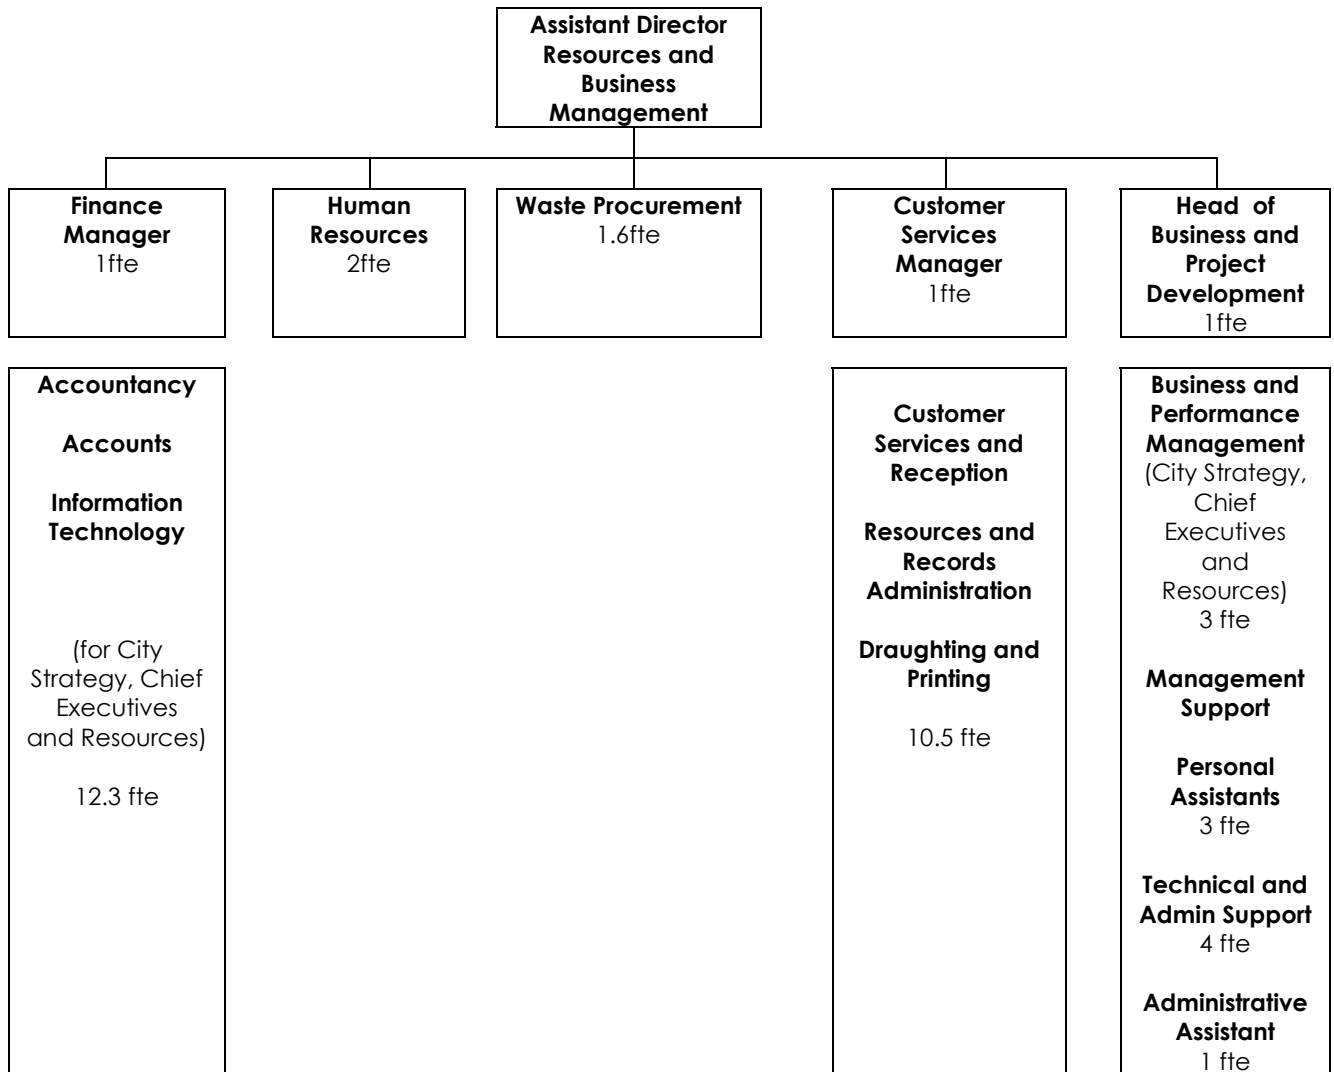 Assistant Director
Resources and
Business
Management
Finance
Manager
1fte
Human
Resources
2fte
Waste Procurement
1.6fte
Customer
Services
Manager
1fte
Head of
Business and
Project
Development
1fte
Accountancy
Accounts
Information
Technology
(for City
Strategy, Chief
Executives
and Resources)
12.3 fte
Customer
Services and
Reception
Resources and
Records
Administration
Draughting and
Printing
10.5 fte
Business and
Performance
Management
(City Strategy,
Chief
Executives
and
Resources)
3 fte
Management
Support
Personal
Assistants
3 fte
Technical and
Admin Support
4 fte
Administrative
Assistant
1 fte